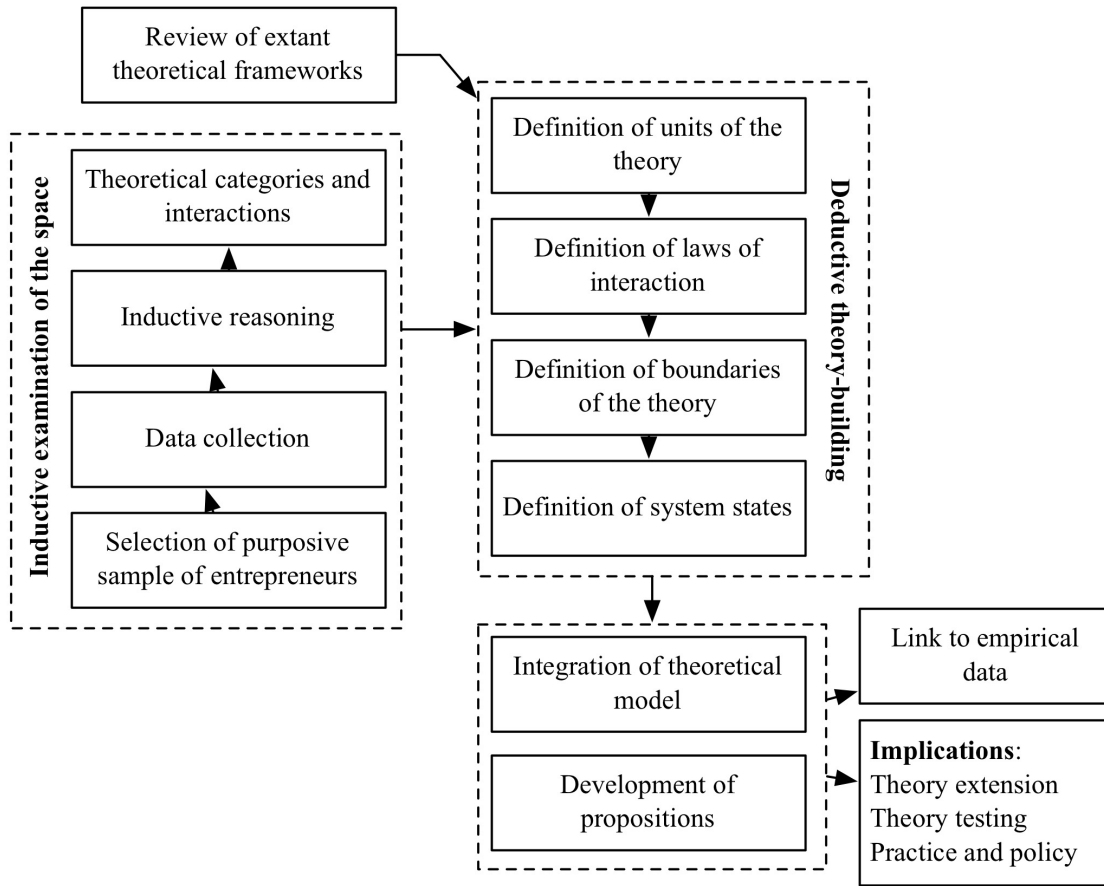 Review of extant
theoretical frameworks
Inductive examination of the space
Theoretical categories and
interactions
Inductive reasoning
Data collection
Selection of purposive
sample of entrepreneurs
Deductive theory-building
Definition of units of the
theory
Definition of laws of
interaction
Definition of boundaries
of the theory
Definition of system states
Integration of theoretical
model
Development of
propositions
Link to empirical
data
Implications:
Theory extension
Theory testing
Practice and policy